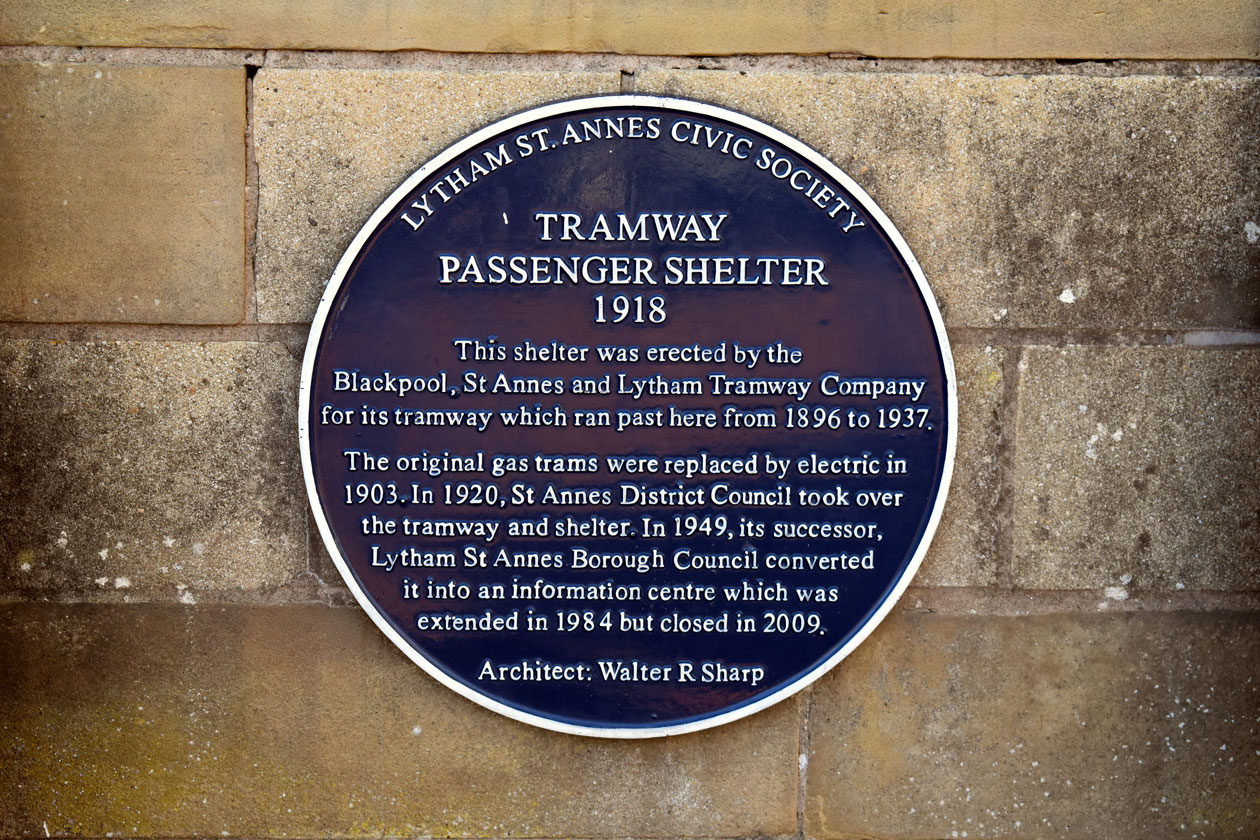 LYTHAM ST. ANNES CIVIC SOCIETY
TRAMWAY
PASSENGER SHELTER
1918
This shelter was erected by the
Blackpool, St Annes and Lytham Tramway Company
for its tramway which ran past here from 1896 to 1937.
The original gas trams were replaced by electric in
1903. In 1920, St Annes District Council took over
the tramway and shelter. In 1949, its successor,
Lytham St Annes Borough Council converted
it into an information centre which was
extended in 1984 but closed in 2009.
Architect: Walter R Sharp